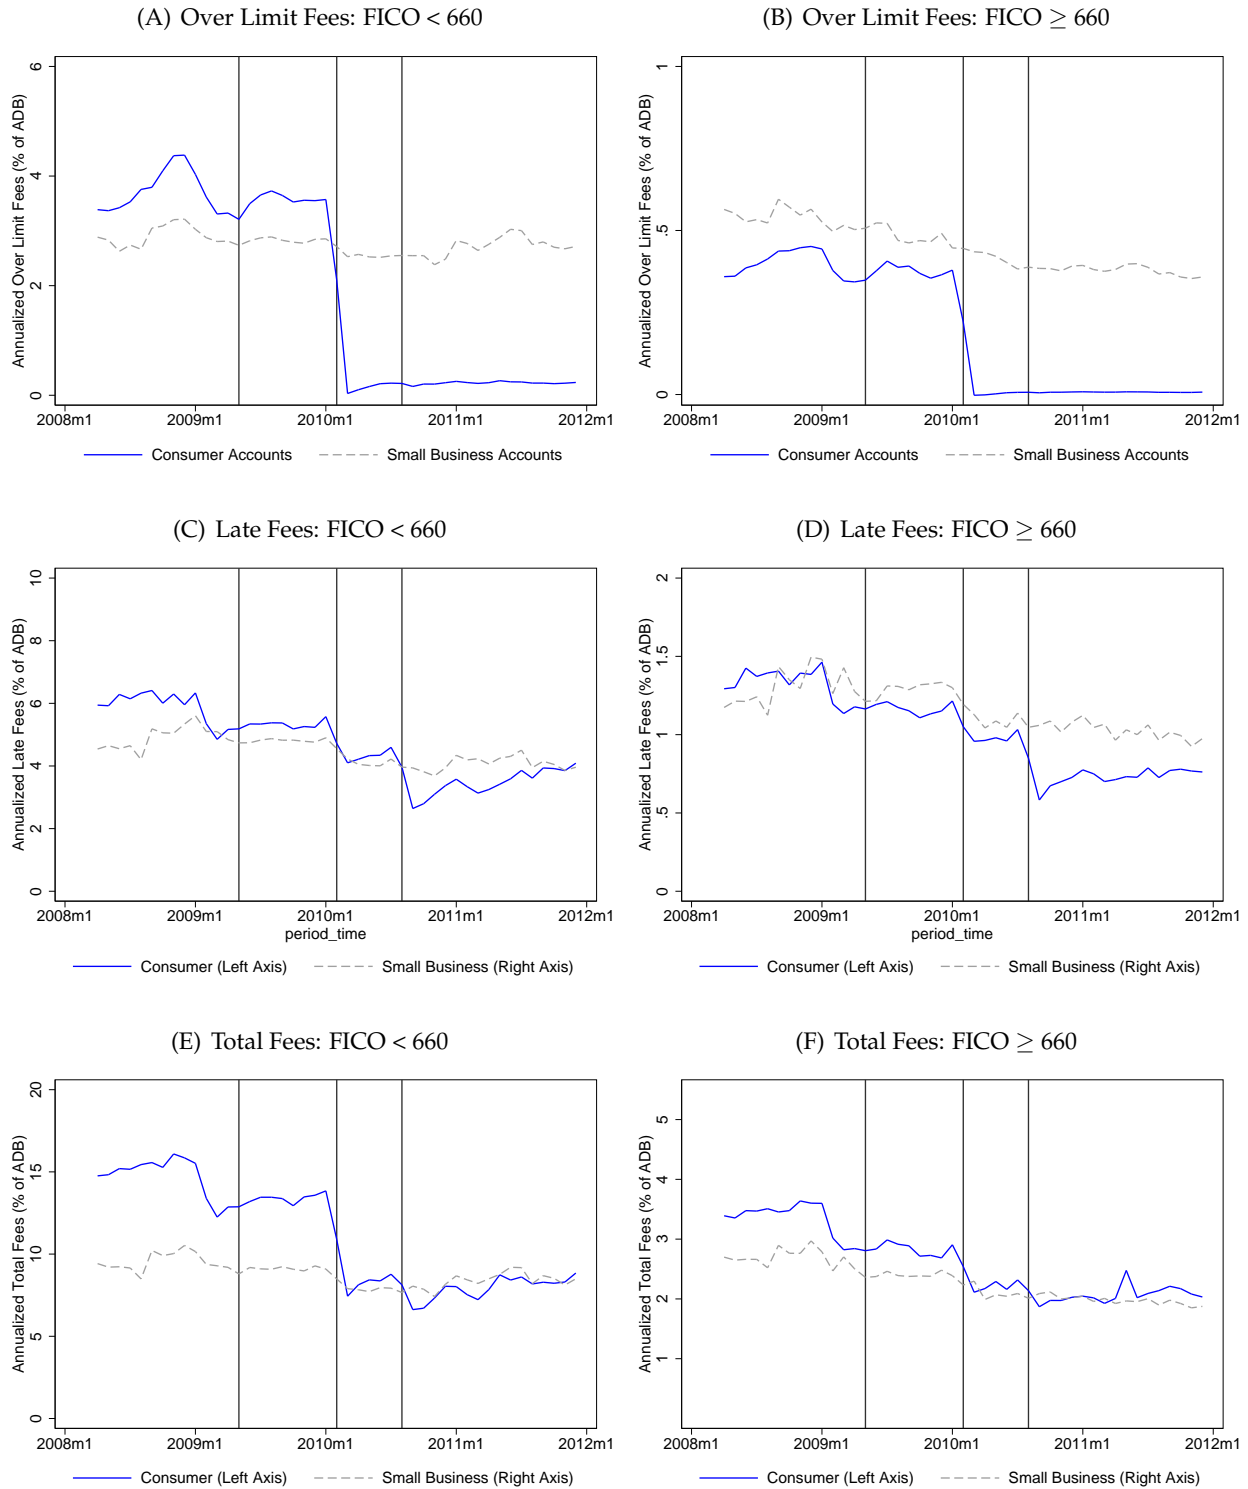 (A) Over Limit Fees: FICO < 660
Annualized Over Limit Fees (% of ADB)
6
4
2
0
2008m1 2009m1 2010m1 2011m1 2012m1
Consumer Accounts Small Business Accounts
(B) Over Limit Fees: FICO ≥ 660
Annualized Over Limit Fees (% of ADB)
1
.5
0
2008m1 2009m1 2010m1 2011m1 2012m1
Consumer Accounts Small Business Accounts
(C) Late Fees: FICO < 660
Annualized Late Fees (% of ADB)
10
8
6
4
2
0
2008m1 2009m1 2010m1 2011m1 2012m1
period_time
Consumer (Left Axis) Small Business (Right Axis)
(D) Late Fees: FICO ≥ 660
Annualized Late Fees (% of ADB)
2
1.5
1
.5
0
2008m1 2009m1 2010m1 2011m1 2012m1
period_time
Consumer (Left Axis) Small Business (Right Axis)
(E) Total Fees: FICO < 660
Annualized Total Fees (% of ADB)
20
15
10
5
0
2008m1 2009m1 2010m1 2011m1 2012m1
Consumer (Left Axis) Small Business (Right Axis)
(F) Total Fees: FICO ≥ 660
Annualized Total Fees (% of ADB)
5
4
3
2
1
2008m1 2009m1 2010m1 2011m1 2012m1
Consumer (Left Axis) Small Business (Right Axis)